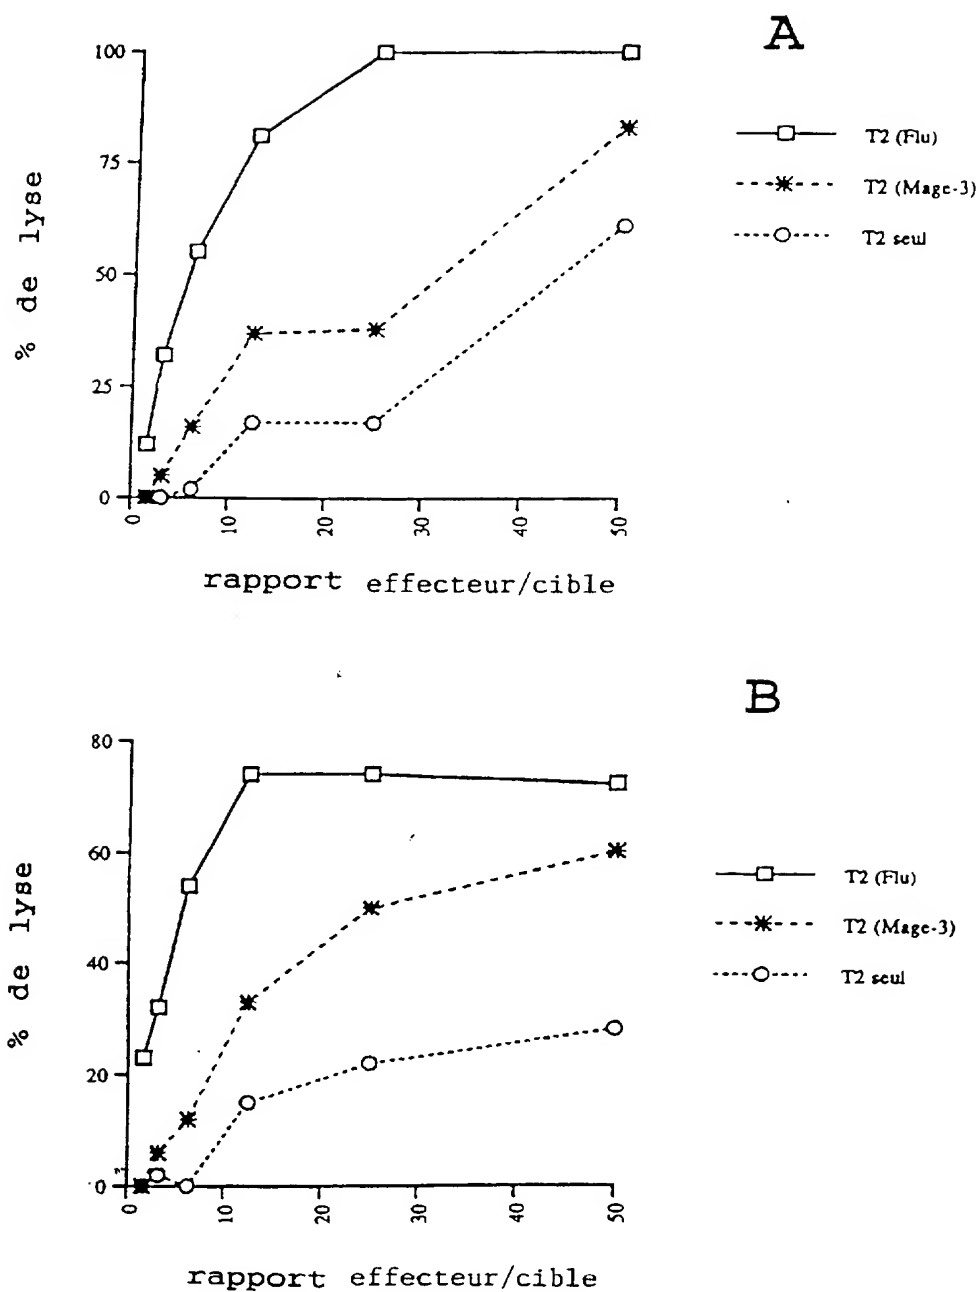 A
100
75
50
25
0
% de lyse
0
10
20
30
40
50
rapport effecteur/cible
T2 (Flu)
T2 (Mage-3)
T2 seul
B
80
60
40
20
0
% de lyse
0
10
20
30
40
50
rapport effecteur/cible
T2 (Flu)
T2 (Mage-3)
T2 seul